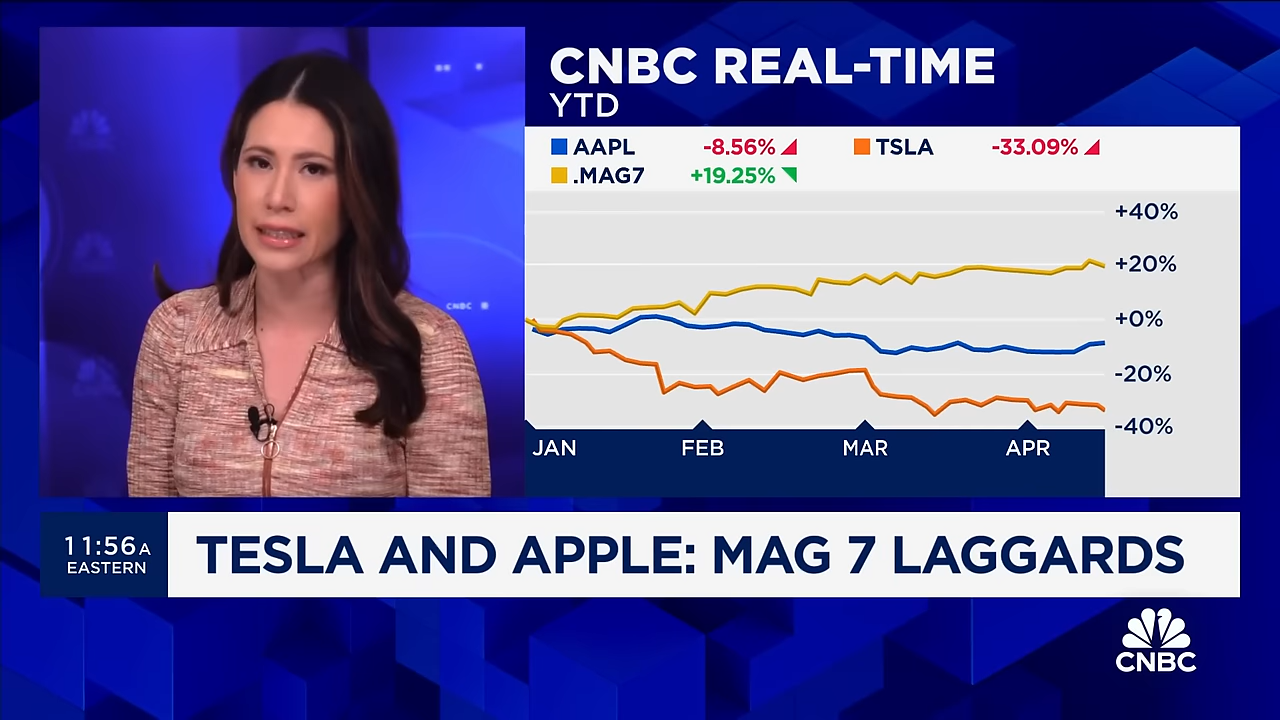 CNBC REAL-TIME
YTD
AAPL -8.56% TSLA -33.09%
.MAG7 +19.25%
+40%
+20%
+0%
-20%
-40%
JAN FEB MAR APR
CNBC
11:56A
EASTERN
TESLA AND APPLE: MAG 7 LAGGARDS
CNBC